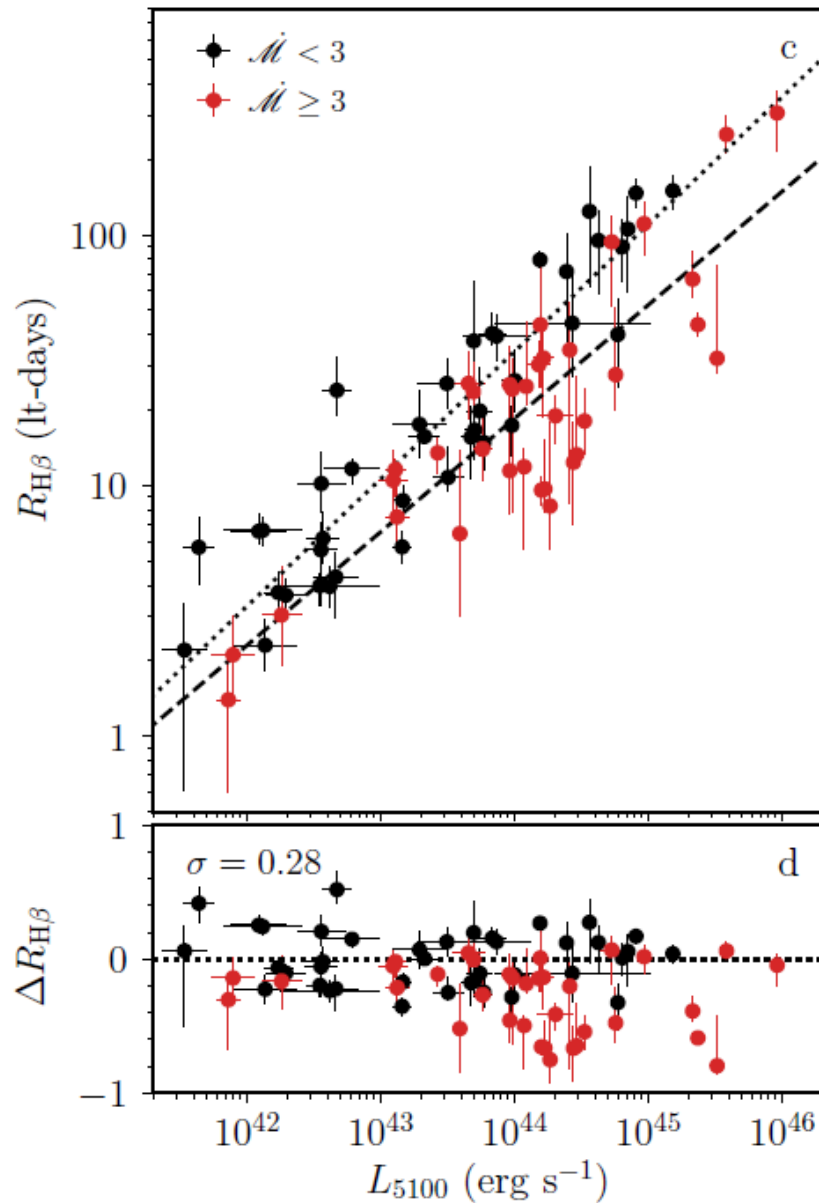 c
ℳ̇ < 3
ℳ̇ ≥ 3
100
10
1
R_Hβ (lt-days)
1
0
−1
σ = 0.28
d
ΔR_Hβ
10^42 10^43 10^44 10^45 10^46
L_5100 (erg s^−1)